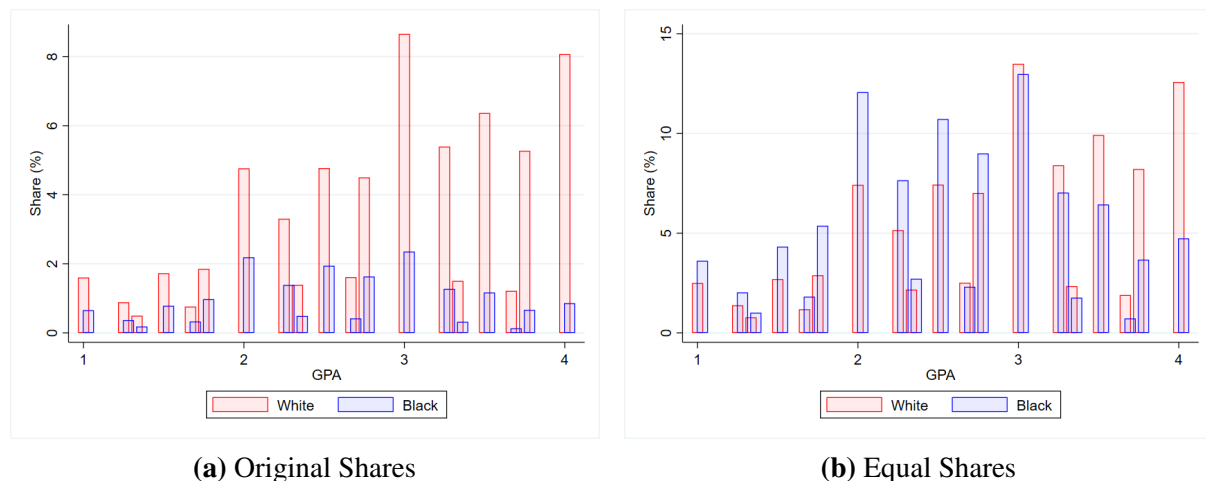 Share (%)
8
6
4
2
0
1 2 3 4
GPA
White Black
(a) Original Shares
Share (%)
15
10
5
0
1 2 3 4
GPA
White Black
(b) Equal Shares